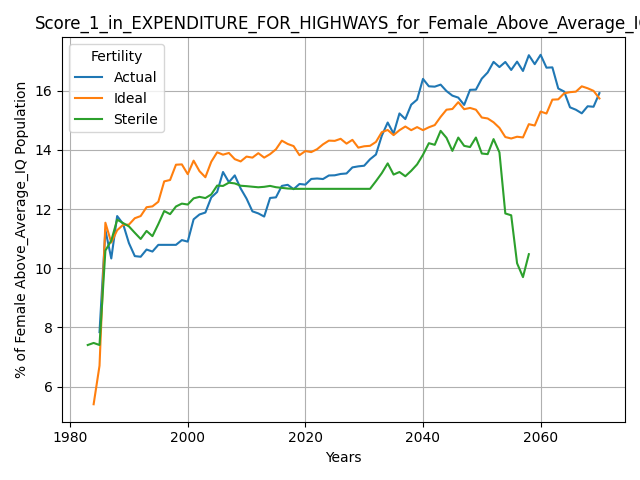 Score_1_in_EXPENDITURE_FOR_HIGHWAYS_for_Female_Above_Average_IQ
Fertility
Actual
Ideal
Sterile
% of Female Above_Average_IQ Population
16
14
12
10
8
6
1980 2000 2020 2040 2060
Years